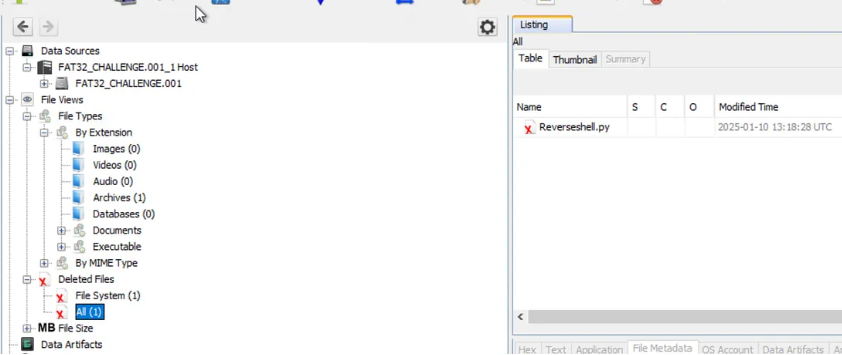 Data Sources
FAT32_CHALLENGE.001_1 Host
FAT32_CHALLENGE.001
File Views
File Types
By Extension
Images (0)
Videos (0)
Audio (0)
Archives (1)
Databases (0)
Documents
Executable
By MIME Type
Deleted Files
File System (1)
All (1)
MB File Size
Data Artifacts
Listing
All
Table Thumbnail Summary
Name S C O Modified Time
Reverseshell.py 2025-01-10 13:18:28 UTC
Hex Text Application File Metadata OS Account Data Artifacts